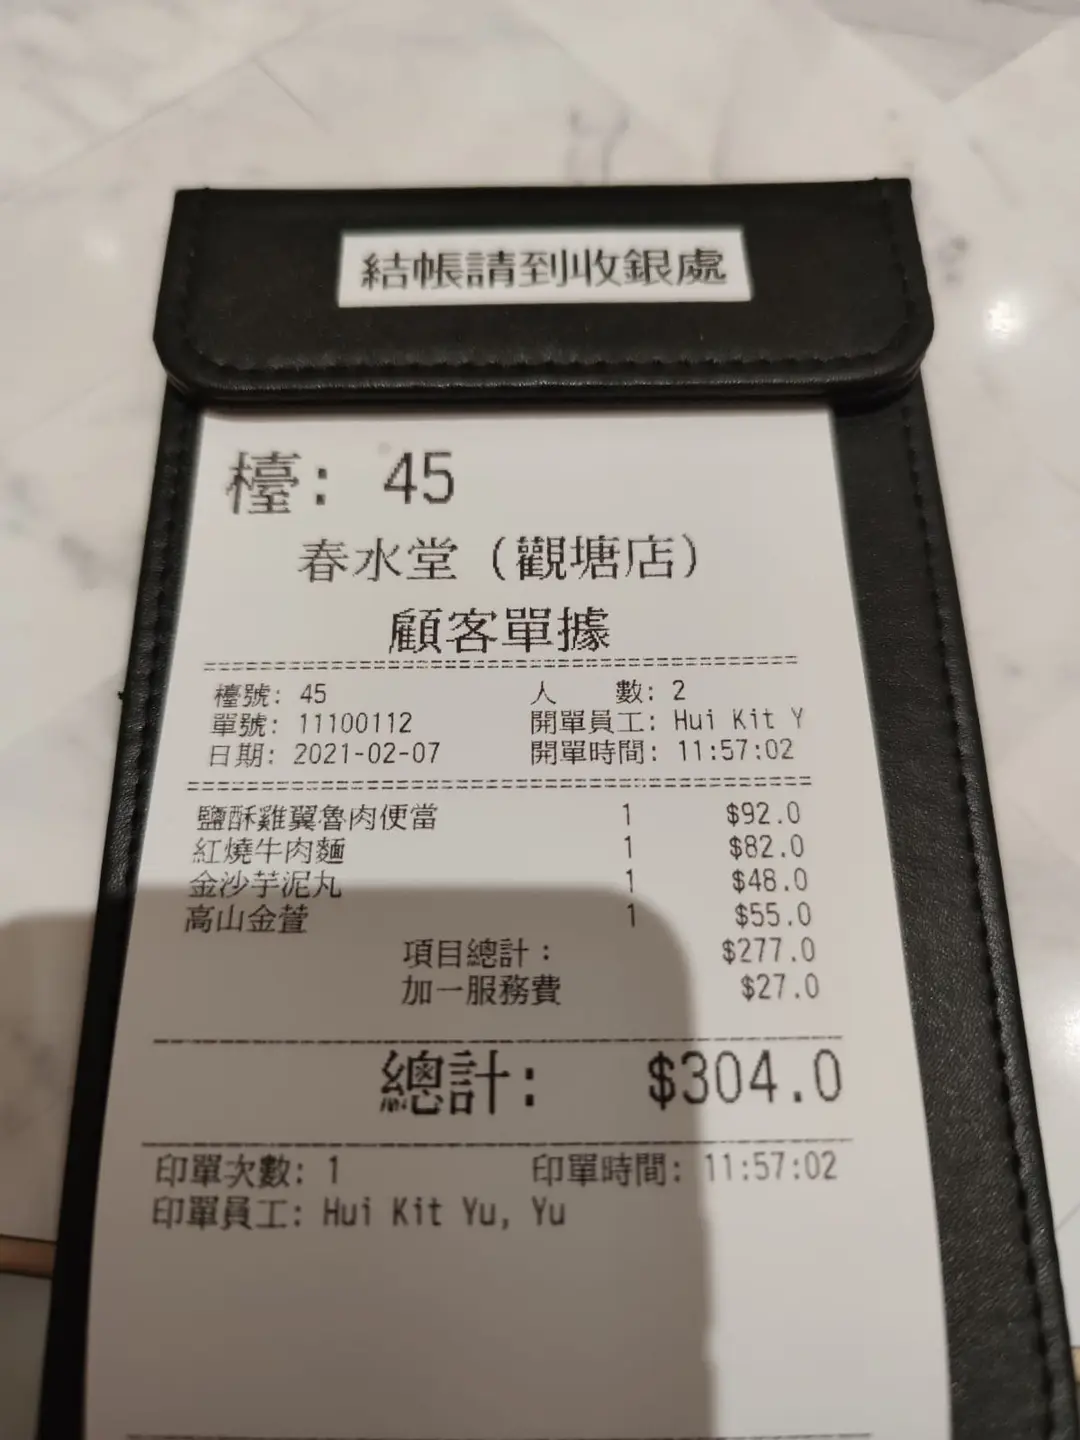 結帳請到收銀處
檯: 45
春水堂 (觀塘店)
顧客單據
檯號: 45 人 數: 2
單號: 11100112 開單員工: Hui Kit Y
日期: 2021-02-07 開單時間: 11:57:02
鹽酥雞翼魯肉便當 1 $92.0
紅燒牛肉麵 1 $82.0
金沙芋泥丸 1 $48.0
高山金萱 1 $55.0
項目總計: $277.0
加一服務費 $27.0
總計: $304.0
印單次數: 1 印單時間: 11:57:02
印單員工: Hui Kit Yu, Yu